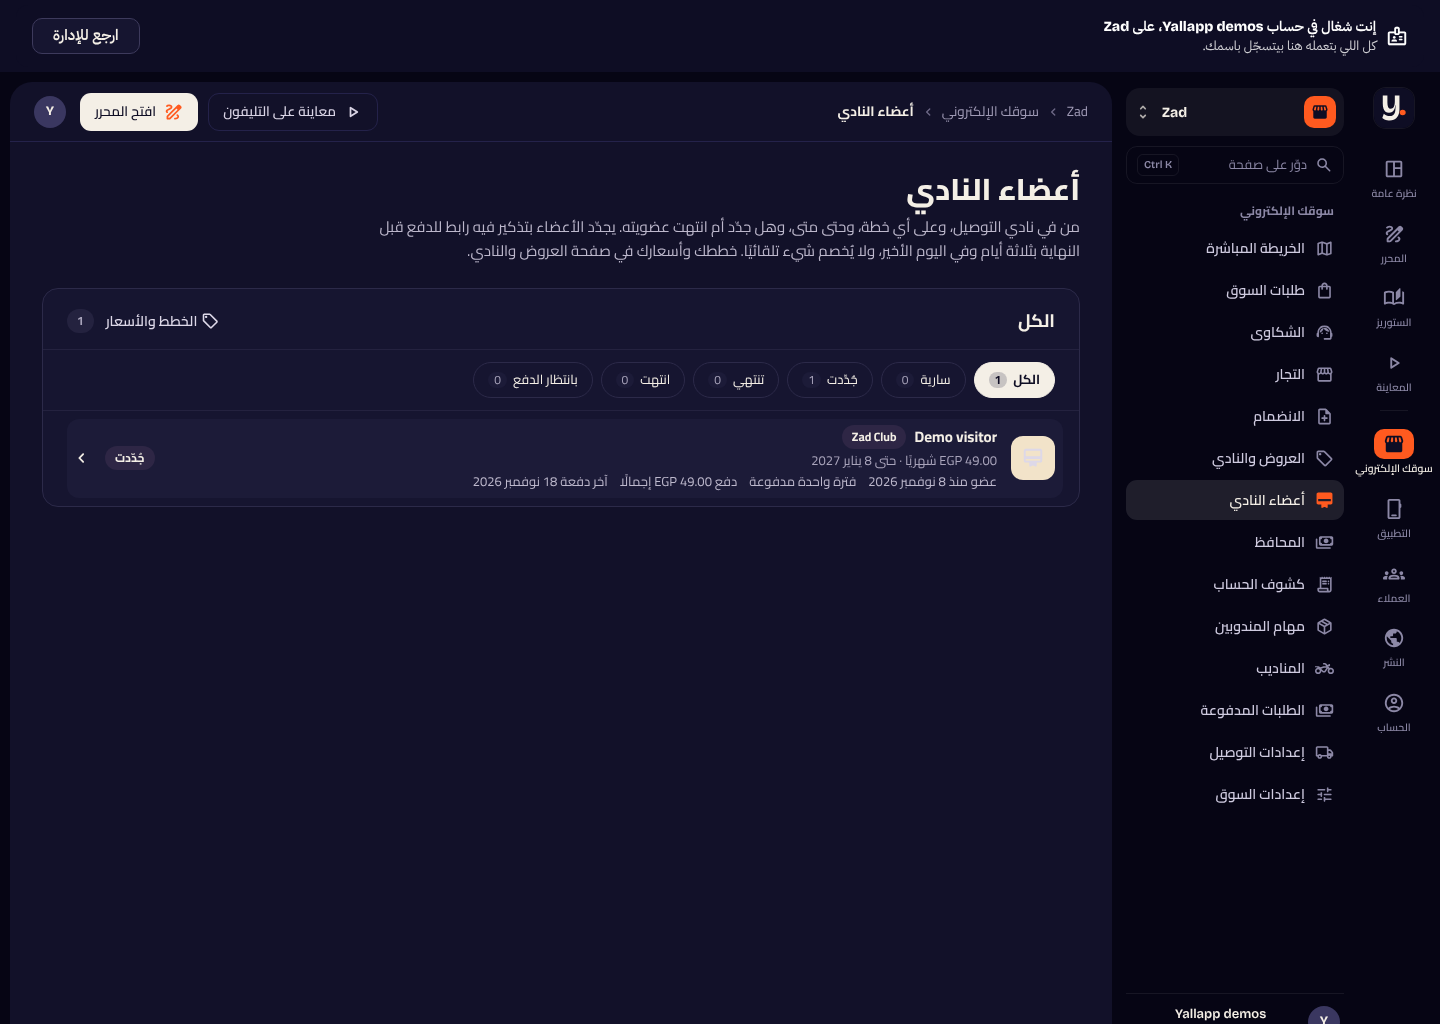 إنت شغال في حساب Yallapp demos، على Zad
كل اللي بتعمله هنا بيتسجّل باسمك.
ارجع للإدارة
y.
نظرة عامة
المحرر
الستوريز
المعاينة
سوقك الإلكتروني
التطبيق
العملاء
النشر
الحساب
Zad
دوّر على صفحة
Ctrl K
سوقك الإلكتروني
الخريطة المباشرة
طلبات السوق
الشكاوى
التجار
الانضمام
العروض والنادي
أعضاء النادي
المحافظ
كشوف الحساب
مهام المندوبين
المناديب
الطلبات المدفوعة
إعدادات التوصيل
إعدادات السوق
Yallapp demos
Y
Zad
سوقك الإلكتروني
أعضاء النادي
معاينة على التليفون
افتح المحرر
Y
أعضاء النادي
من في نادي التوصيل، وعلى أي خطة، وحتى متى، وهل جدّد أم انتهت عضويته. يجدّد الأعضاء بتذكير فيه رابط للدفع قبل
النهاية بثلاثة أيام وفي اليوم الأخير، ولا يُخصم شيء تلقائيًا. خططك وأسعارك في صفحة العروض والنادي.
الكل
الخطط والأسعار 1
الكل 1
سارية 0
جُدّدت 1
تنتهي 0
انتهت 0
بانتظار الدفع 0
Demo visitor Zad Club
EGP 49.00 شهريًا · حتى 8 يناير 2027
عضو منذ 8 نوفمبر 2026 فترة واحدة مدفوعة دفع EGP 49.00 إجمالًا آخر دفعة 18 نوفمبر 2026
جُدّدت